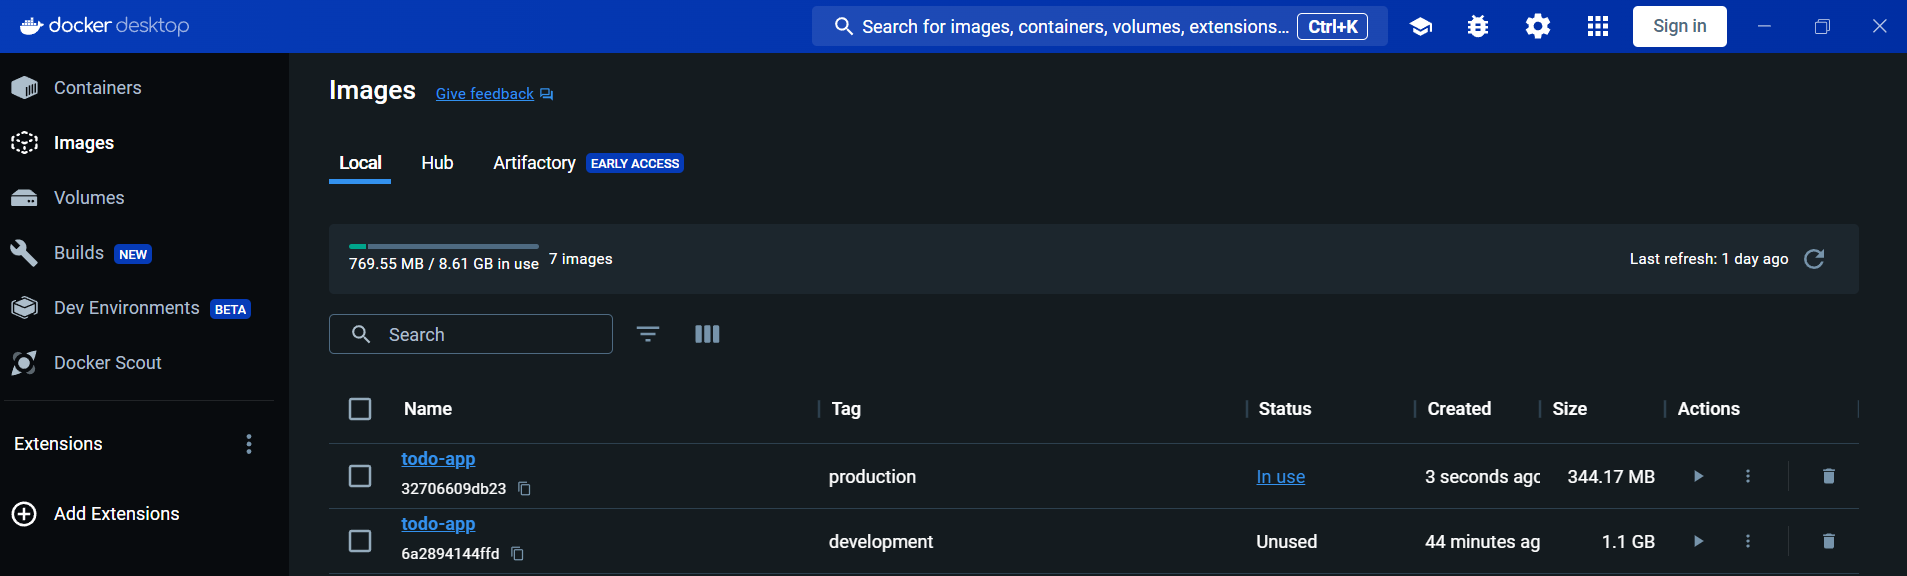 docker desktop
Search for images, containers, volumes, extensions... Ctrl+K
Sign in
Containers
Images
Volumes
Builds NEW
Dev Environments BETA
Docker Scout
Extensions
Add Extensions
Images Give feedback
Local Hub Artifactory EARLY ACCESS
769.55 MB / 8.61 GB in use 7 images
Last refresh: 1 day ago
Search
Name Tag Status Created Size Actions
todo-app
32706609db23
production In use 3 seconds agc 344.17 MB
todo-app
6a2894144ffd
development Unused 44 minutes ag 1.1 GB